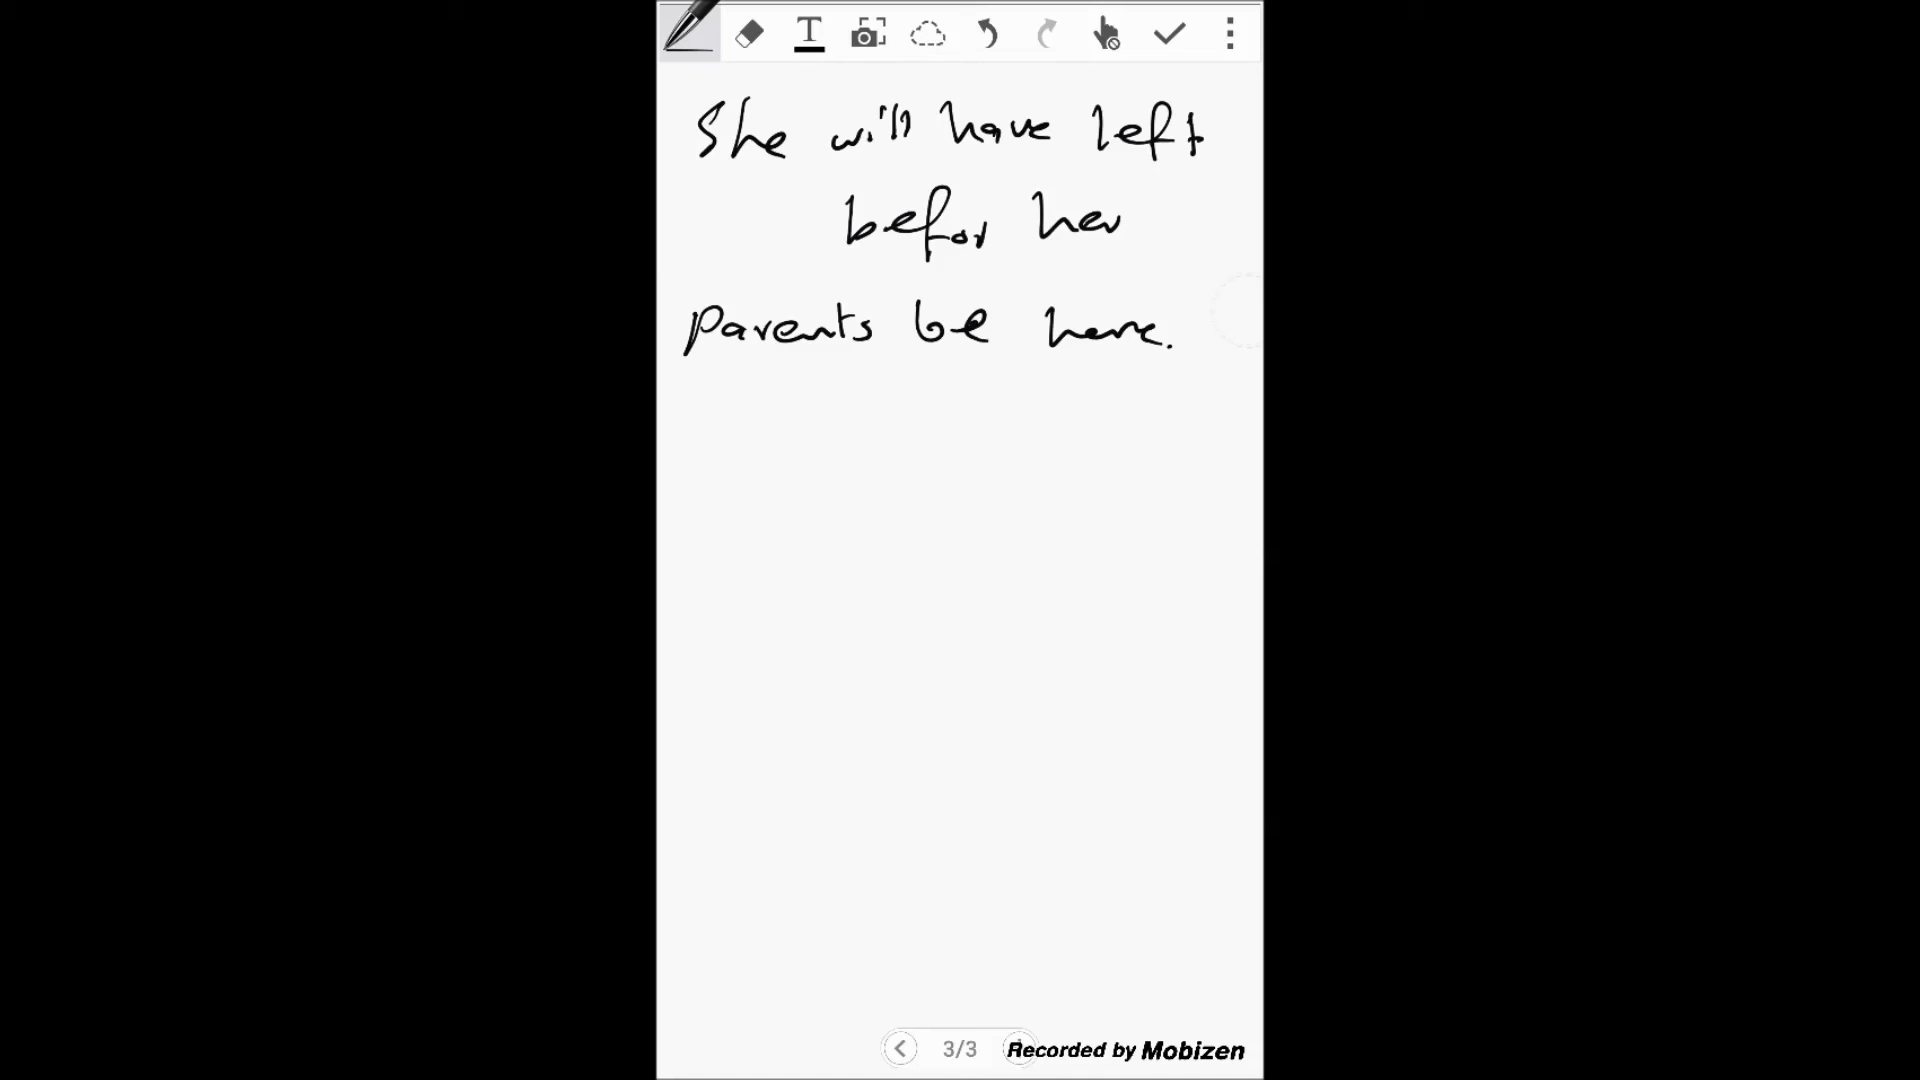 T
She will have left
befor her
parents be here.
3/3
Recorded by Mobizen